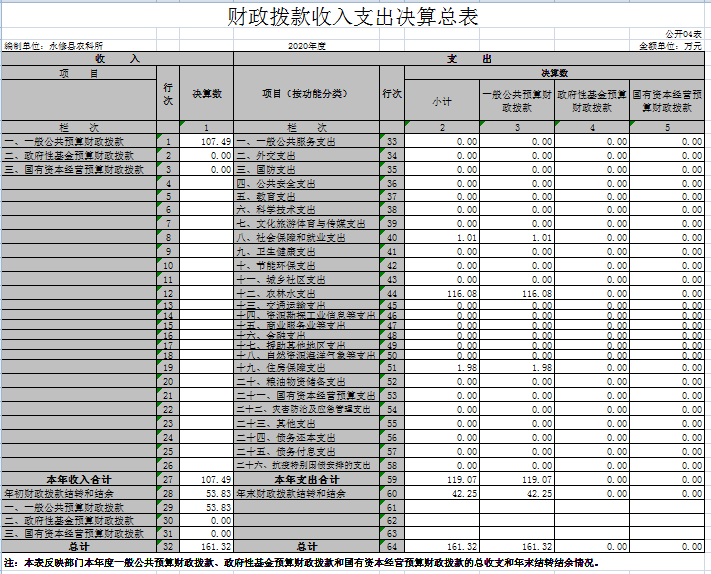 财政拨款收入支出决算总表
公开04表
编制单位：永修县农科所 2020年度 金额单位：万元
收 入 支 出
项 目 行次 决算数 项目（按功能分类） 行次 决算数
小计 一般公共预算财政拨款 政府性基金预算财政拨款 国有资本经营预算财政拨款
栏 次 1 栏 次 2 3 4 5
一、一般公共预算财政拨款 1 107.49 一、一般公共服务支出 33 0.00 0.00 0.00 0.00
二、政府性基金预算财政拨款 2 0.00 二、外交支出 34 0.00 0.00 0.00 0.00
三、国有资本经营预算财政拨款 3 0.00 三、国防支出 35 0.00 0.00 0.00 0.00
4 四、公共安全支出 36 0.00 0.00 0.00 0.00
5 五、教育支出 37 0.00 0.00 0.00 0.00
6 六、科学技术支出 38 0.00 0.00 0.00 0.00
7 七、文化旅游体育与传媒支出 39 0.00 0.00 0.00 0.00
8 八、社会保障和就业支出 40 1.01 1.01 0.00 0.00
9 九、卫生健康支出 41 0.00 0.00 0.00 0.00
10 十、节能环保支出 42 0.00 0.00 0.00 0.00
11 十一、城乡社区支出 43 0.00 0.00 0.00 0.00
12 十二、农林水支出 44 116.08 116.08 0.00 0.00
13 十三、交通运输支出 45 0.00 0.00 0.00 0.00
14 十四、资源勘探工业信息等支出 46 0.00 0.00 0.00 0.00
15 十五、商业服务业等支出 47 0.00 0.00 0.00 0.00
16 十六、金融支出 48 0.00 0.00 0.00 0.00
17 十七、援助其他地区支出 49 0.00 0.00 0.00 0.00
18 十八、自然资源海洋气象等支出 50 0.00 0.00 0.00 0.00
19 十九、住房保障支出 51 1.98 1.98 0.00 0.00
20 二十、粮油物资储备支出 52 0.00 0.00 0.00 0.00
21 二十一、国有资本经营预算支出 53 0.00 0.00 0.00 0.00
22 二十二、灾害防治及应急管理支出 54 0.00 0.00 0.00 0.00
23 二十三、其他支出 55 0.00 0.00 0.00 0.00
24 二十四、债务还本支出 56 0.00 0.00 0.00 0.00
25 二十五、债务付息支出 57 0.00 0.00 0.00 0.00
26 二十六、抗疫特别国债安排的支出 58 0.00 0.00 0.00 0.00
本年收入合计 27 107.49 本年支出合计 59 119.07 119.07 0.00 0.00
年初财政拨款结转和结余 28 53.83 年末财政拨款结转和结余 60 42.25 42.25 0.00 0.00
一、一般公共预算财政拨款 29 53.83 61
二、政府性基金预算财政拨款 30 0.00 62
三、国有资本经营预算财政拨款 31 0.00 63
总计 32 161.32 总计 64 161.32 161.32 0.00 0.00
注：本表反映部门本年度一般公共预算财政拨款、政府性基金预算财政拨款和国有资本经营预算财政拨款的总收支和年末结转结余情况。